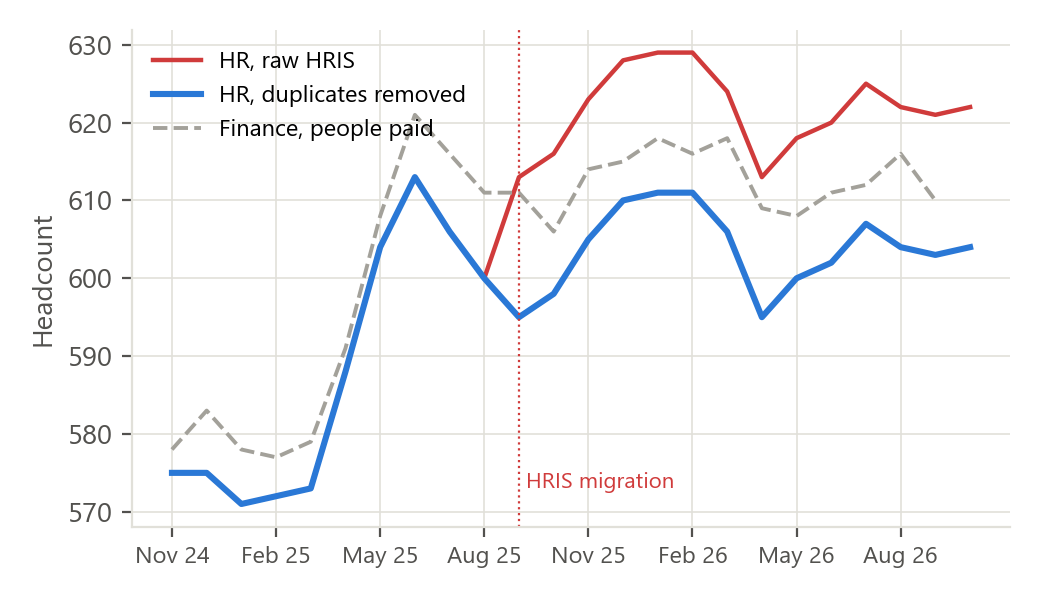 630
620
610
600
590
580
570
Headcount
HR, raw HRIS
HR, duplicates removed
Finance, people paid
HRIS migration
Nov 24 Feb 25 May 25 Aug 25 Nov 25 Feb 26 May 26 Aug 26